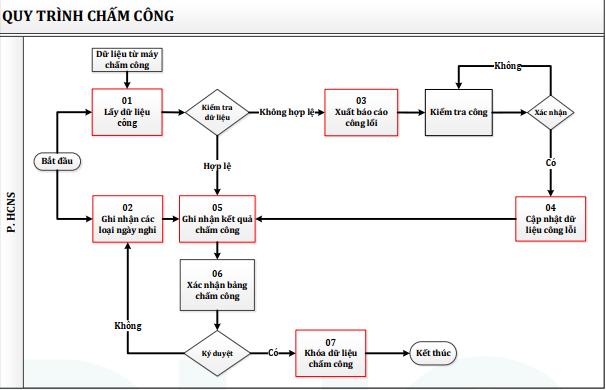 QUY TRÌNH CHẤM CÔNG
P. HCNS
Dữ liệu từ máy
chấm công
Không
01
Lấy dữ liệu
công
Kiểm tra
dữ liệu
Không hợp lệ
03
Xuất báo cáo
công lỗi
Kiểm tra công
Xác nhận
Bắt đầu
Hợp lệ
Có
02
Ghi nhận các
loại ngày nghỉ
05
Ghi nhận kết quả
chấm công
04
Cập nhật dữ
liệu công lỗi
06
Xác nhận bảng
chấm công
Không
Ký duyệt
Có
07
Khóa dữ liệu
chấm công
Kết thúc